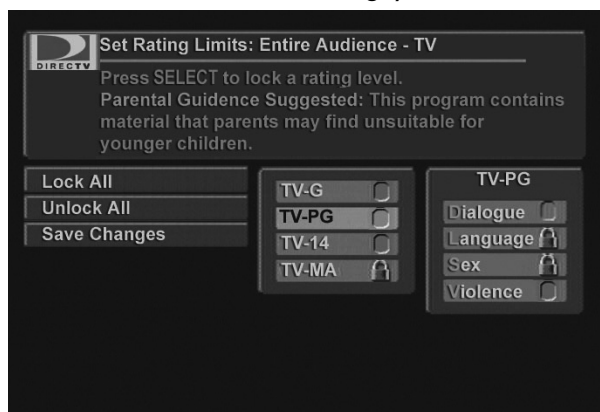 Set Rating Limits: Entire Audience - TV
DIRECTV
Press SELECT to lock a rating level.
Parental Guidence Suggested: This program contains
material that parents may find unsuitable for
younger children.
Lock All
Unlock All
Save Changes
TV-G
TV-PG
TV-14
TV-MA
TV-PG
Dialogue
Language
Sex
Violence